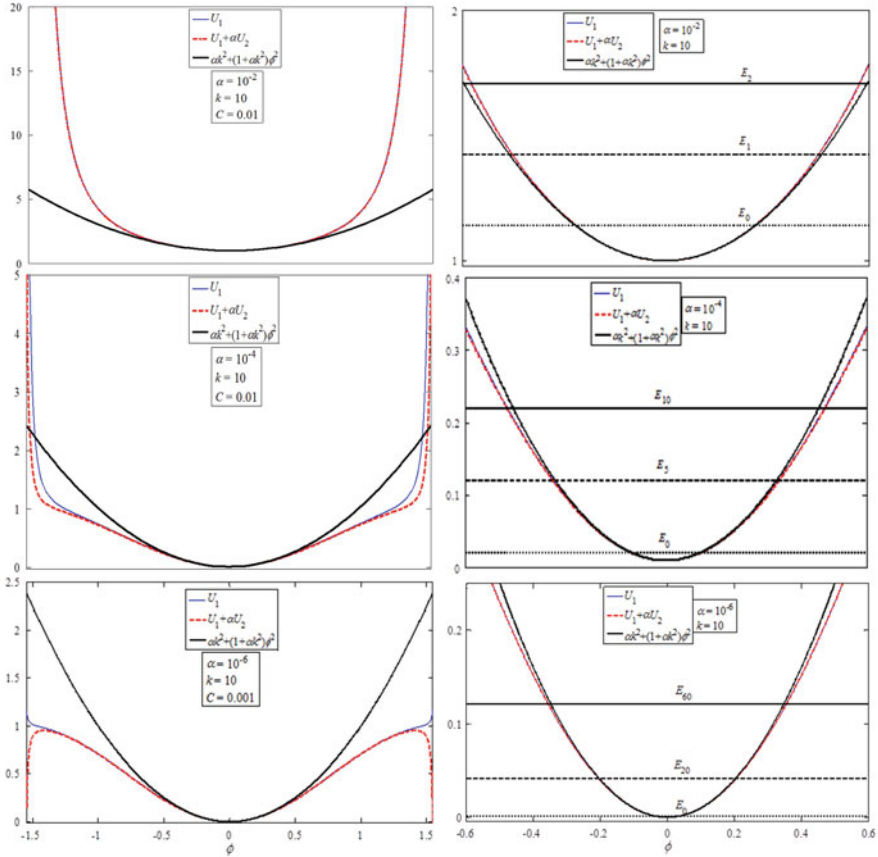 20
15
10
5
0
U₁
U₁+αU₂
αk²+(1+αk²)ϕ²
α = 10⁻²
k = 10
C = 0.01
2
1
U₁
U₁+αU₂
αk²+(1+αk²)ϕ²
α = 10⁻²
k = 10
E₂
E₁
E₀
5
4
3
2
1
0
U₁
U₁+αU₂
αk²+(1+αk²)ϕ²
α = 10⁻⁴
k = 10
C = 0.01
0.4
0.3
0.2
0.1
0
U₁
U₁+αU₂
αk²+(1+αk²)ϕ²
α = 10⁻⁴
k = 10
E₁₀
E₅
E₀
2.5
2
1.5
1
0.5
0
U₁
U₁+αU₂
αk²+(1+αk²)ϕ²
α = 10⁻⁶
k = 10
C = 0.001
-1.5 -1 -0.5 0 0.5 1 1.5
ϕ
0.2
0.1
0
U₁
U₁+αU₂
αk²+(1+αk²)ϕ²
α = 10⁻⁶
k = 10
E₆₀
E₂₀
E₀
-0.6 -0.4 -0.2 0 0.2 0.4 0.6
ϕ